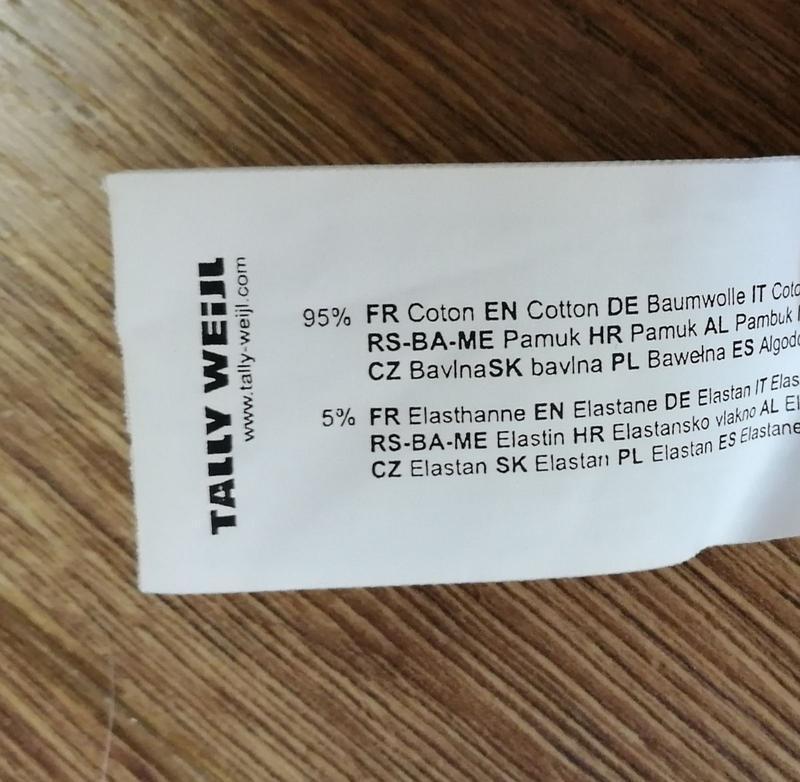 TALLY WEiJL
www.tally-weijl.com
95% FR Coton EN Cotton DE Baumwolle IT
RS-BA-ME Pamuk HR Pamuk AL Pambuk
CZ BavlnaSK bavlna PL Bawełna ES
5% FR Elasthanne EN Elastane DE Elastan IT
RS-BA-ME Elastin HR Elastansko vlakno AL
CZ Elastan SK Elastan PL Elastan ES Elastane